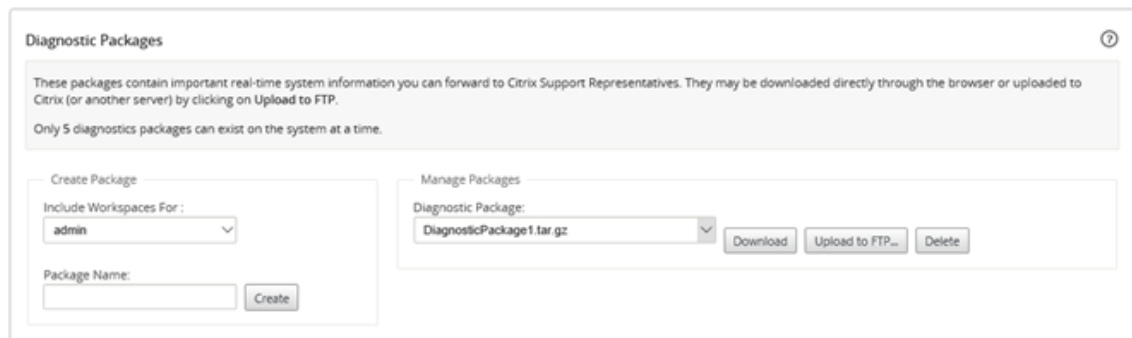 Diagnostic Packages
?
These packages contain important real-time system information you can forward to Citrix Support Representatives. They may be downloaded directly through the browser or uploaded to
Citrix (or another server) by clicking on Upload to FTP.
Only 5 diagnostics packages can exist on the system at a time.
Create Package
Include Workspaces For :
admin
Package Name:
Create
Manage Packages
Diagnostic Package:
DiagnosticPackage1.tar.gz
Download
Upload to FTP...
Delete